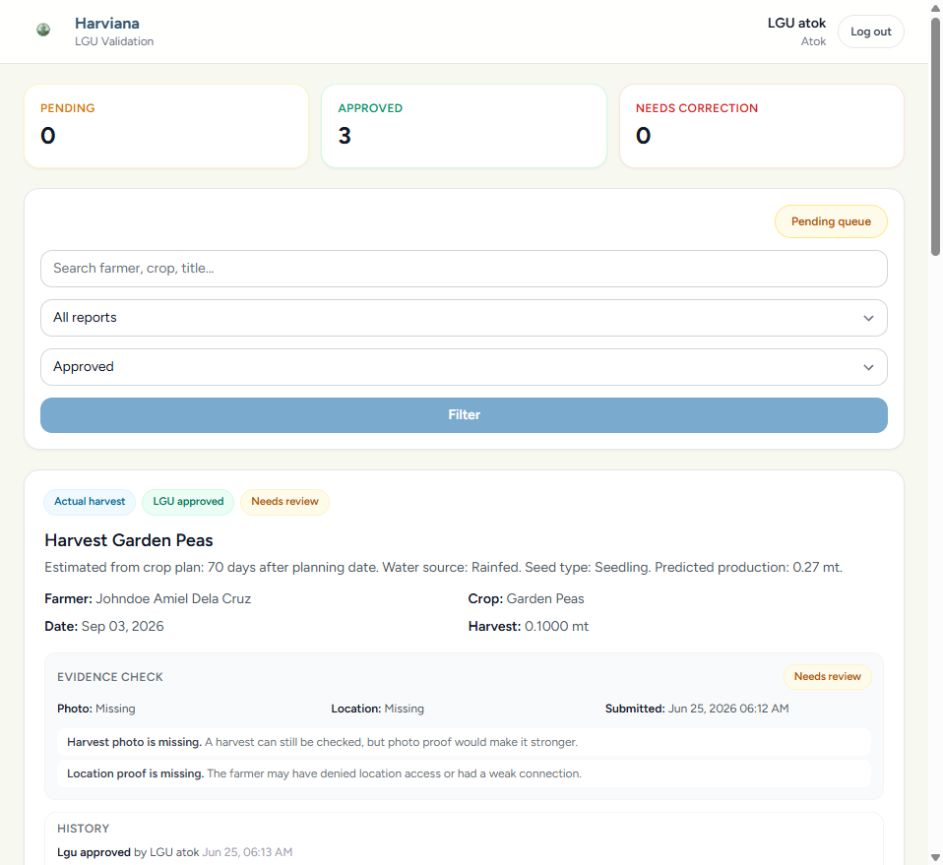 Harviana
LGU Validation
LGU atok
Atok
Log out
PENDING
0
APPROVED
3
NEEDS CORRECTION
0
Pending queue
Search farmer, crop, title...
All reports
Approved
Filter
Actual harvest LGU approved Needs review
Harvest Garden Peas
Estimated from crop plan: 70 days after planning date. Water source: Rainfed. Seed type: Seedling. Predicted production: 0.27 mt.
Farmer: Johndoe Amiel Dela Cruz Crop: Garden Peas
Date: Sep 03, 2026 Harvest: 0.1000 mt
EVIDENCE CHECK Needs review
Photo: Missing Location: Missing Submitted: Jun 25, 2026 06:12 AM
Harvest photo is missing. A harvest can still be checked, but photo proof would make it stronger.
Location proof is missing. The farmer may have denied location access or had a weak connection.
HISTORY
Lgu approved by LGU atok Jun 25, 06:13 AM